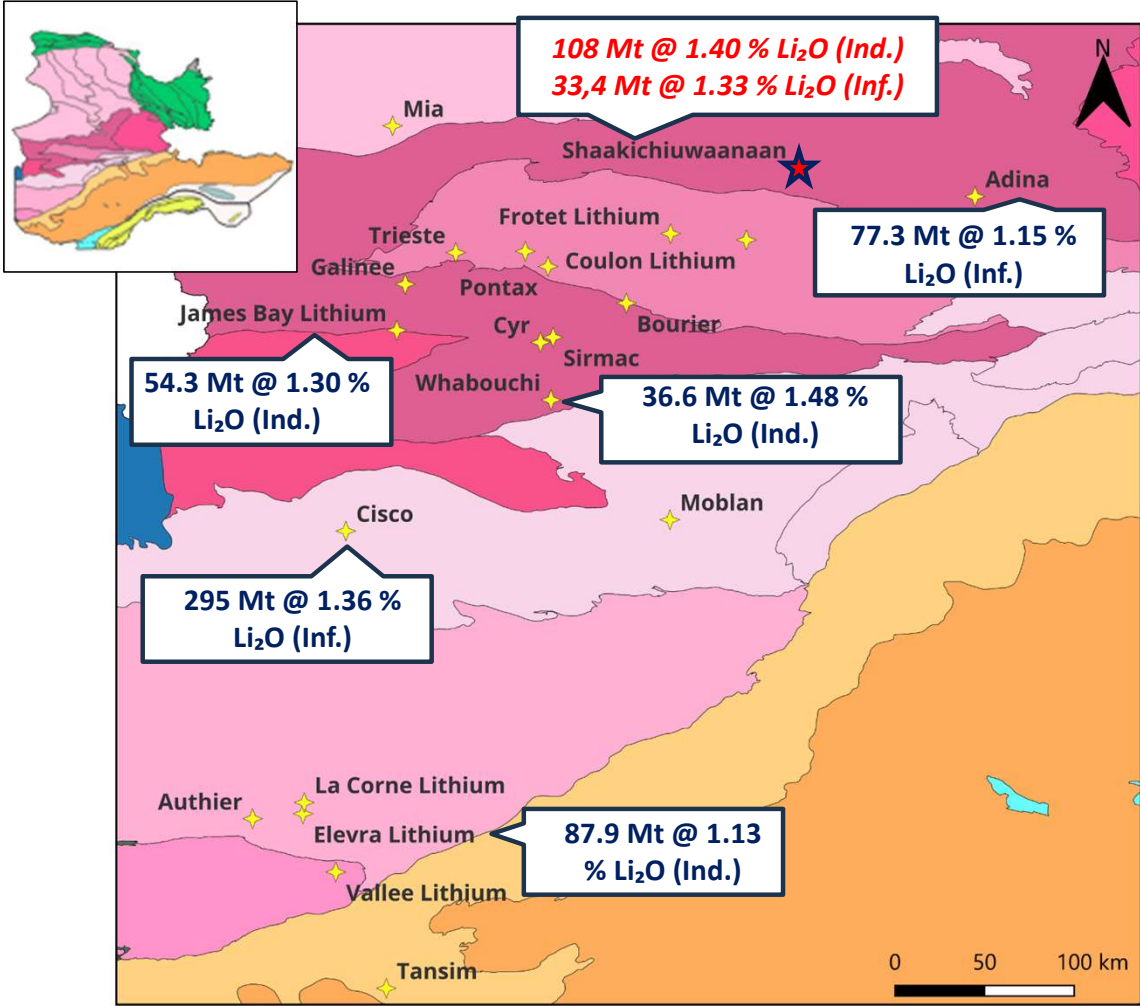 108 Mt @ 1.40 % Li₂O (Ind.)
33,4 Mt @ 1.33 % Li₂O (Inf.)
N
Mia
Shaakichiuwaanaan
Adina
77.3 Mt @ 1.15 %
Li₂O (Inf.)
Frotet Lithium
Trieste
Coulon Lithium
Galinee
Pontax
James Bay Lithium
Cyr
Bourier
Sirmac
54.3 Mt @ 1.30 %
Li₂O (Ind.)
Whabouchi
36.6 Mt @ 1.48 %
Li₂O (Ind.)
Cisco
Moblan
295 Mt @ 1.36 %
Li₂O (Inf.)
La Corne Lithium
Authier
Elevra Lithium
87.9 Mt @ 1.13
% Li₂O (Ind.)
Vallee Lithium
Tansim
0 50 100 km